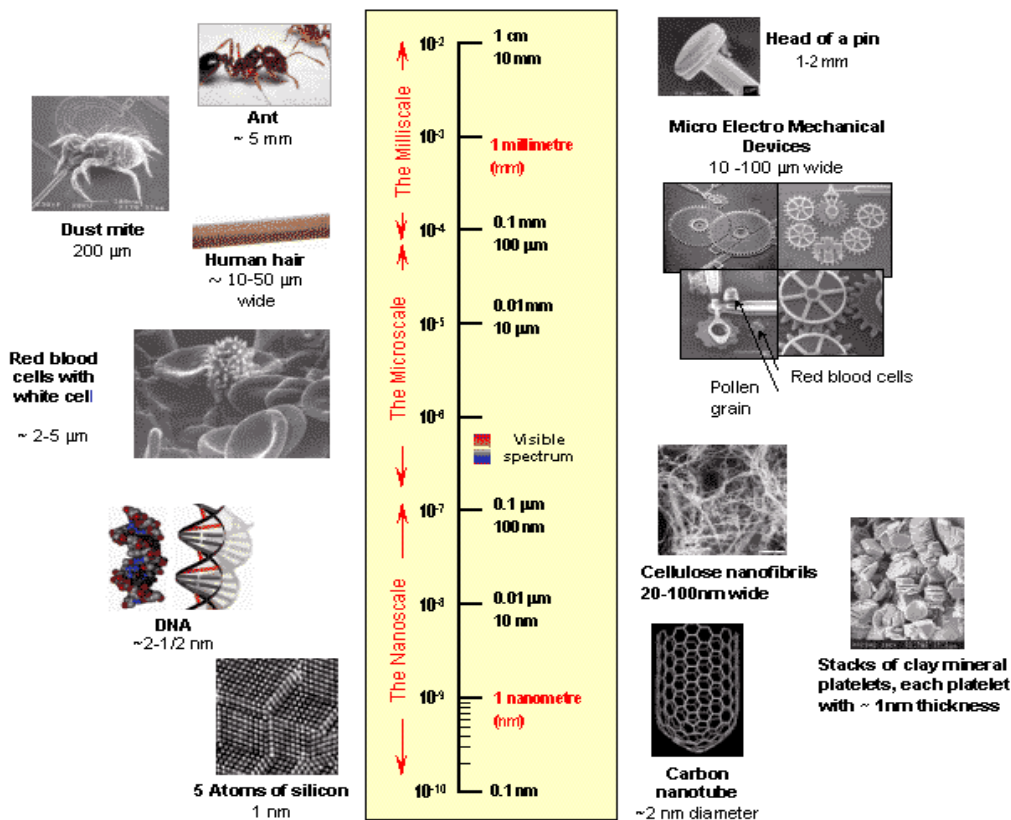 Ant
~ 5 mm
Dust mite
200 µm
Human hair
~ 10-50 µm
wide
Red blood
cells with
white cell
~ 2-5 µm
DNA
~2-1/2 nm
5 Atoms of silicon
1 nm
The Milliscale
The Microscale
The Nanoscale
10-2
1 cm
10 mm
10-3
1 millimetre
(mm)
10-4
0.1 mm
100 µm
10-5
0.01 mm
10 µm
10-6
Visible
spectrum
10-7
0.1 µm
100 nm
10-8
0.01 µm
10 nm
10-9
1 nanometre
(nm)
10-10
0.1 nm
Head of a pin
1-2 mm
Micro Electro Mechanical
Devices
10 -100 µm wide
Pollen
grain
Red blood cells
Cellulose nanofibrils
20-100nm wide
Stacks of clay mineral
platelets, each platelet
with ~ 1nm thickness
Carbon
nanotube
~2 nm diameter